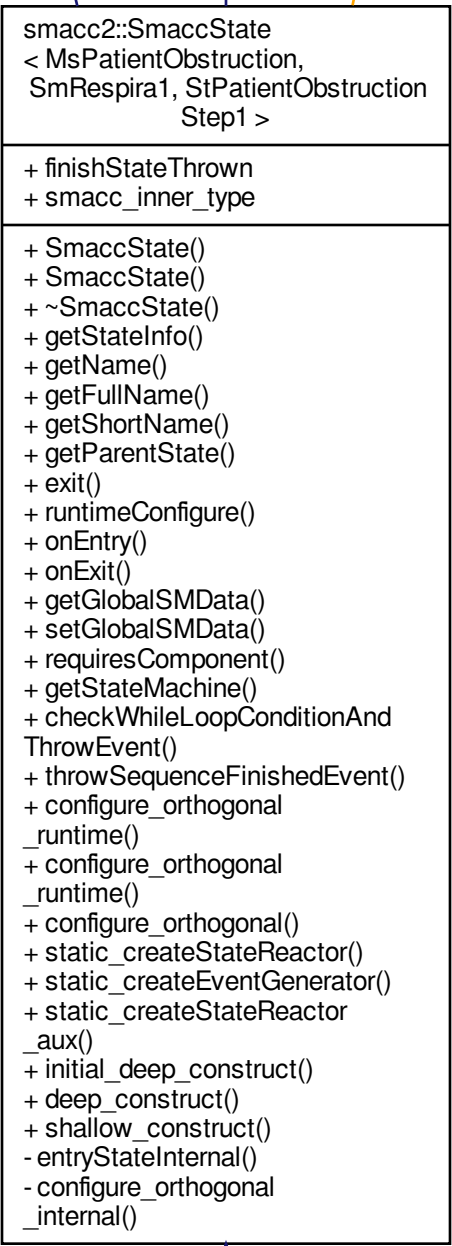 smacc2::SmaccState
< MsPatientObstruction,
SmRespira1, StPatientObstruction
Step1 >
+ finishStateThrown
+ smacc_inner_type
+ SmaccState()
+ SmaccState()
+ ~SmaccState()
+ getStateInfo()
+ getName()
+ getFullName()
+ getShortName()
+ getParentState()
+ exit()
+ runtimeConfigure()
+ onEntry()
+ onExit()
+ getGlobalSMData()
+ setGlobalSMData()
+ requiresComponent()
+ getStateMachine()
+ checkWhileLoopConditionAnd
ThrowEvent()
+ throwSequenceFinishedEvent()
+ configure_orthogonal
_runtime()
+ configure_orthogonal
_runtime()
+ configure_orthogonal()
+ static_createStateReactor()
+ static_createEventGenerator()
+ static_createStateReactor
_aux()
+ initial_deep_construct()
+ deep_construct()
+ shallow_construct()
- entryStateInternal()
- configure_orthogonal
_internal()